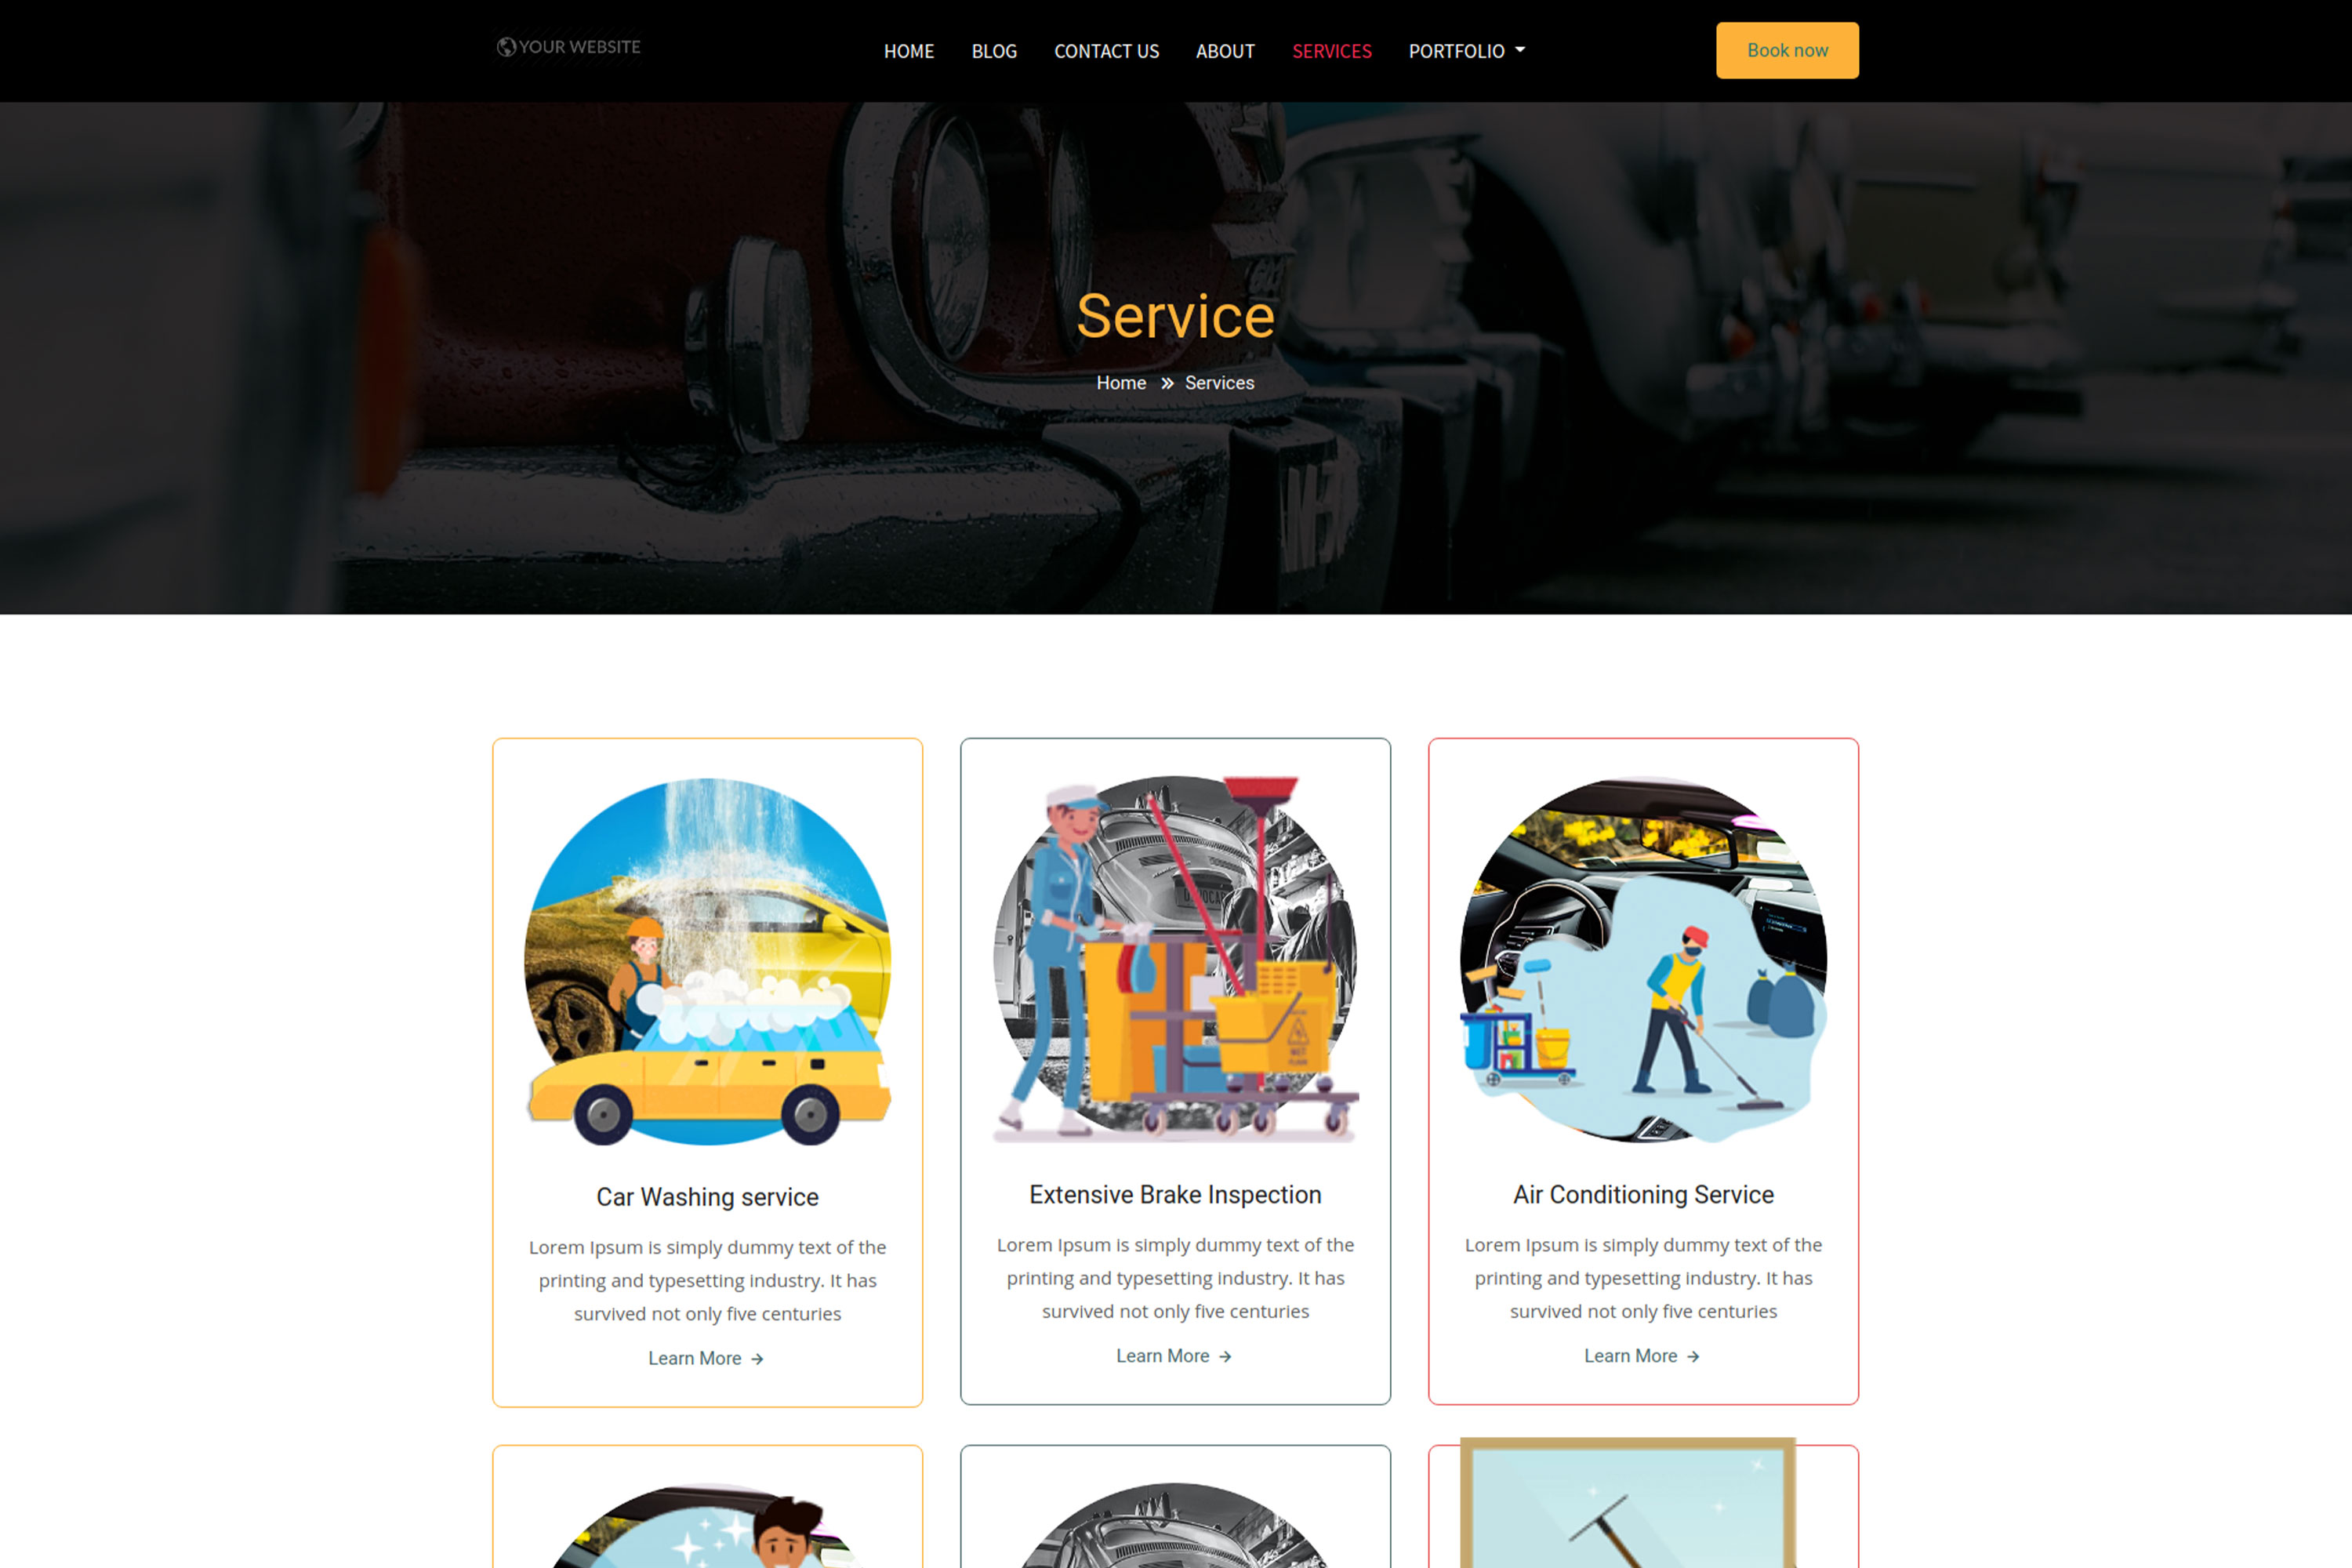 YOUR WEBSITE
HOME BLOG CONTACT US ABOUT SERVICES PORTFOLIO
Book now
Service
Home » Services
Car Washing service
Lorem Ipsum is simply dummy text of the
printing and typesetting industry. It has
survived not only five centuries
Learn More →
Extensive Brake Inspection
Lorem Ipsum is simply dummy text of the
printing and typesetting industry. It has
survived not only five centuries
Learn More →
Air Conditioning Service
Lorem Ipsum is simply dummy text of the
printing and typesetting industry. It has
survived not only five centuries
Learn More →